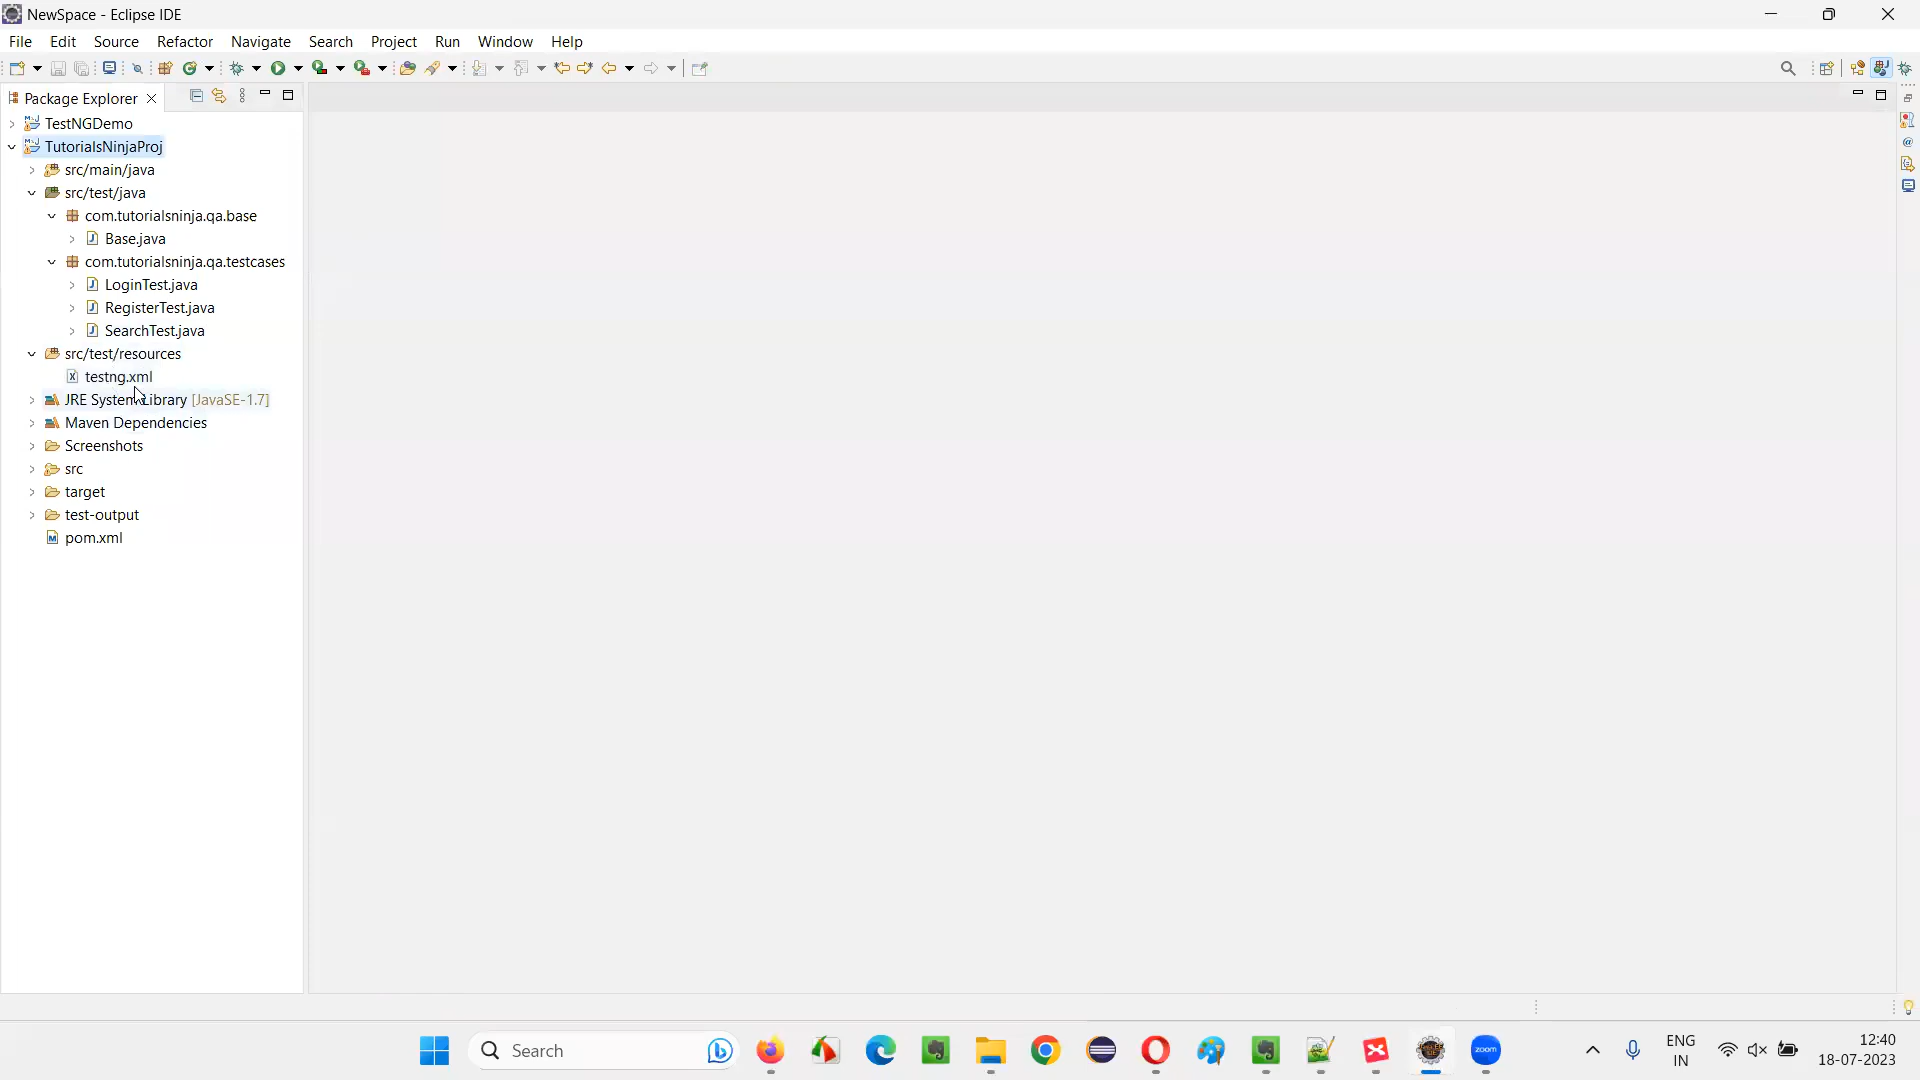 NewSpace - Eclipse IDE
File Edit Source Refactor Navigate Search Project Run Window Help
Package Explorer
TestNGDemo
TutorialsNinjaProj
src/main/java
src/test/java
com.tutorialsninja.qa.base
Base.java
com.tutorialsninja.qa.testcases
LoginTest.java
RegisterTest.java
SearchTest.java
src/test/resources
testng.xml
JRE System Library [JavaSE-1.7]
Maven Dependencies
Screenshots
src
target
test-output
pom.xml
Search
zoom
ENG
IN
12:40
18-07-2023